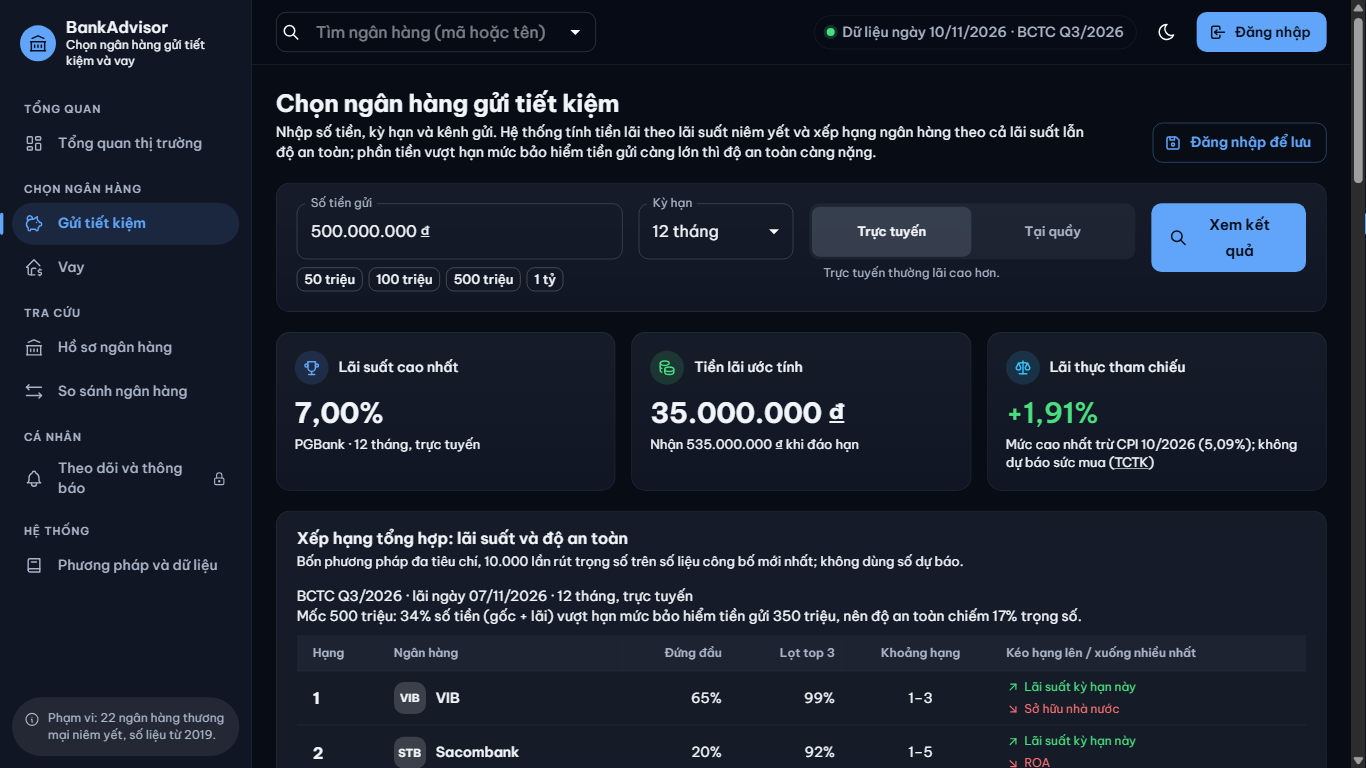 BankAdvisor
Chọn ngân hàng gửi tiết
kiệm và vay
TỔNG QUAN
Tổng quan thị trường
CHỌN NGÂN HÀNG
Gửi tiết kiệm
Vay
TRA CỨU
Hồ sơ ngân hàng
So sánh ngân hàng
CÁ NHÂN
Theo dõi và thông
báo
HỆ THỐNG
Phương pháp và dữ liệu
Phạm vi: 22 ngân hàng thương
mại niêm yết, số liệu từ 2019.
Tìm ngân hàng (mã hoặc tên)
Dữ liệu ngày 10/11/2026 · BCTC Q3/2026
Đăng nhập
Chọn ngân hàng gửi tiết kiệm
Nhập số tiền, kỳ hạn và kênh gửi. Hệ thống tính tiền lãi theo lãi suất niêm yết và xếp hạng ngân hàng theo cả lãi suất lẫn
độ an toàn; phần tiền vượt hạn mức bảo hiểm tiền gửi càng lớn thì độ an toàn càng nặng.
Đăng nhập để lưu
Số tiền gửi
500.000.000 ₫
50 triệu
100 triệu
500 triệu
1 tỷ
Kỳ hạn
12 tháng
Trực tuyến
Tại quầy
Trực tuyến thường lãi cao hơn.
Xem kết
quả
Lãi suất cao nhất
7,00%
PGBank · 12 tháng, trực tuyến
Tiền lãi ước tính
35.000.000 ₫
Nhận 535.000.000 ₫ khi đáo hạn
Lãi thực tham chiếu
+1,91%
Mức cao nhất trừ CPI 10/2026 (5,09%); không
dự báo sức mua (TCTK)
Xếp hạng tổng hợp: lãi suất và độ an toàn
Bốn phương pháp đa tiêu chí, 10.000 lần rút trọng số trên số liệu công bố mới nhất; không dùng số dự báo.
BCTC Q3/2026 · lãi ngày 07/11/2026 · 12 tháng, trực tuyến
Mốc 500 triệu: 34% số tiền (gốc + lãi) vượt hạn mức bảo hiểm tiền gửi 350 triệu, nên độ an toàn chiếm 17% trọng số.
Hạng Ngân hàng Đứng đầu Lọt top 3 Khoảng hạng Kéo hạng lên / xuống nhiều nhất
1 VIB VIB 65% 99% 1–3 Lãi suất kỳ hạn này
Sở hữu nhà nước
2 STB Sacombank 20% 92% 1–5 Lãi suất kỳ hạn này
ROA